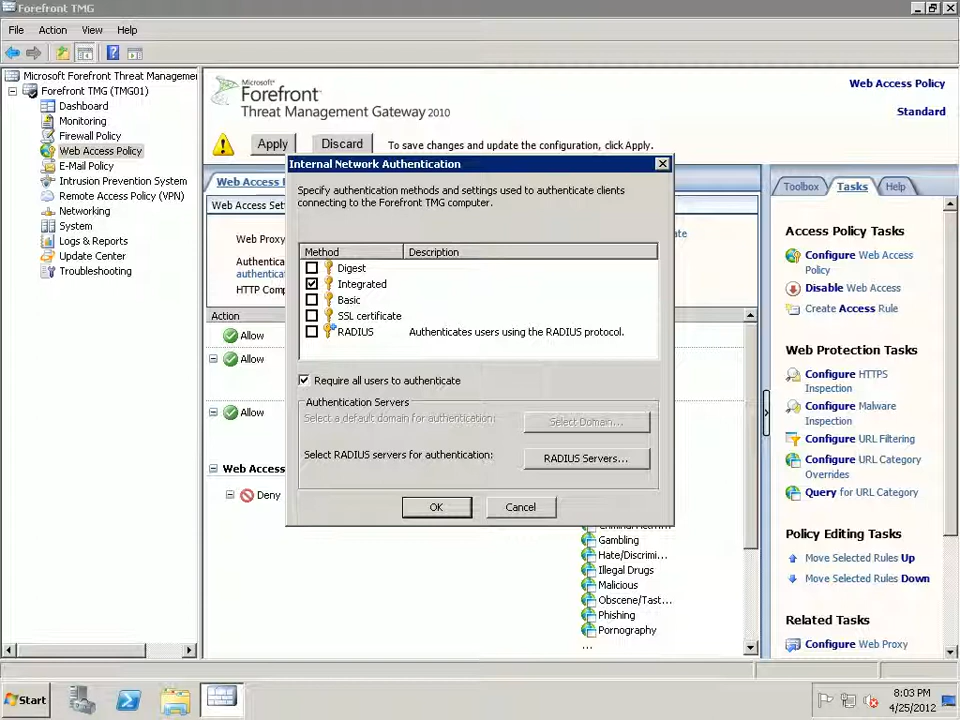 Forefront TMG
File Action View Help
Microsoft Forefront Threat Manageme
Forefront TMG (TMG01)
Dashboard
Monitoring
Firewall Policy
Web Access Policy
E-Mail Policy
Intrusion Prevention System
Remote Access Policy (VPN)
Networking
System
Logs & Reports
Update Center
Troubleshooting
Microsoft®
Forefront™
Threat Management Gateway 2010
Web Access Policy
Standard
Apply Discard To save changes and update the configuration, click Apply.
Web Access
Web Access Set
Web Proxy
Authentica
authentica
HTTP Comp
ate
Action
Allow
Allow
Allow
Web Access
Deny
Internal Network Authentication
Specify authentication methods and settings used to authenticate clients
connecting to the Forefront TMG computer.
Method Description
Digest
Integrated
Basic
SSL certificate
RADIUS Authenticates users using the RADIUS protocol.
Require all users to authenticate
Authentication Servers
Select a default domain for authentication: Select Domain...
Select RADIUS servers for authentication: RADIUS Servers...
OK Cancel
Gambling
Hate/Discrimi...
Illegal Drugs
Malicious
Obscene/Tast...
Phishing
Pornography
...
Toolbox Tasks Help
Access Policy Tasks
Configure Web Access
Policy
Disable Web Access
Create Access Rule
Web Protection Tasks
Configure HTTPS
Inspection
Configure Malware
Inspection
Configure URL Filtering
Configure URL Category
Overrides
Query for URL Category
Policy Editing Tasks
Move Selected Rules Up
Move Selected Rules Down
Related Tasks
Configure Web Proxy
Start
8:03 PM
4/25/2012